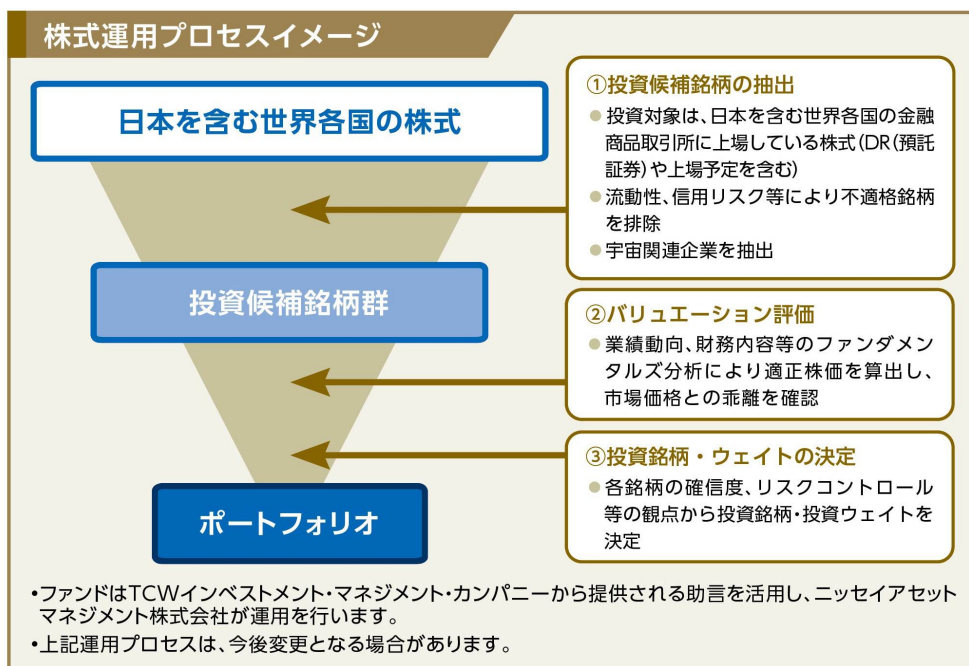 株式運用プロセスイメージ
日本を含む世界各国の株式
投資候補銘柄群
ポートフォリオ
①投資候補銘柄の抽出
●投資対象は、日本を含む世界各国の金融
商品取引所に上場している株式(DR(預託
証券)や上場予定を含む)
●流動性、信用リスク等により不適格銘柄
を排除
●宇宙関連企業を抽出
②バリュエーション評価
●業績動向、財務内容等のファンダメン
タルズ分析により適正株価を算出し、
市場価格との乖離を確認
③投資銘柄・ウェイトの決定
●各銘柄の確信度、リスクコントロール
等の観点から投資銘柄・投資ウェイトを
決定
•ファンドはTCWインベストメント・マネジメント・カンパニーから提供される助言を活用し、ニッセイアセット
マネジメント株式会社が運用を行います。
•上記運用プロセスは、今後変更となる場合があります。